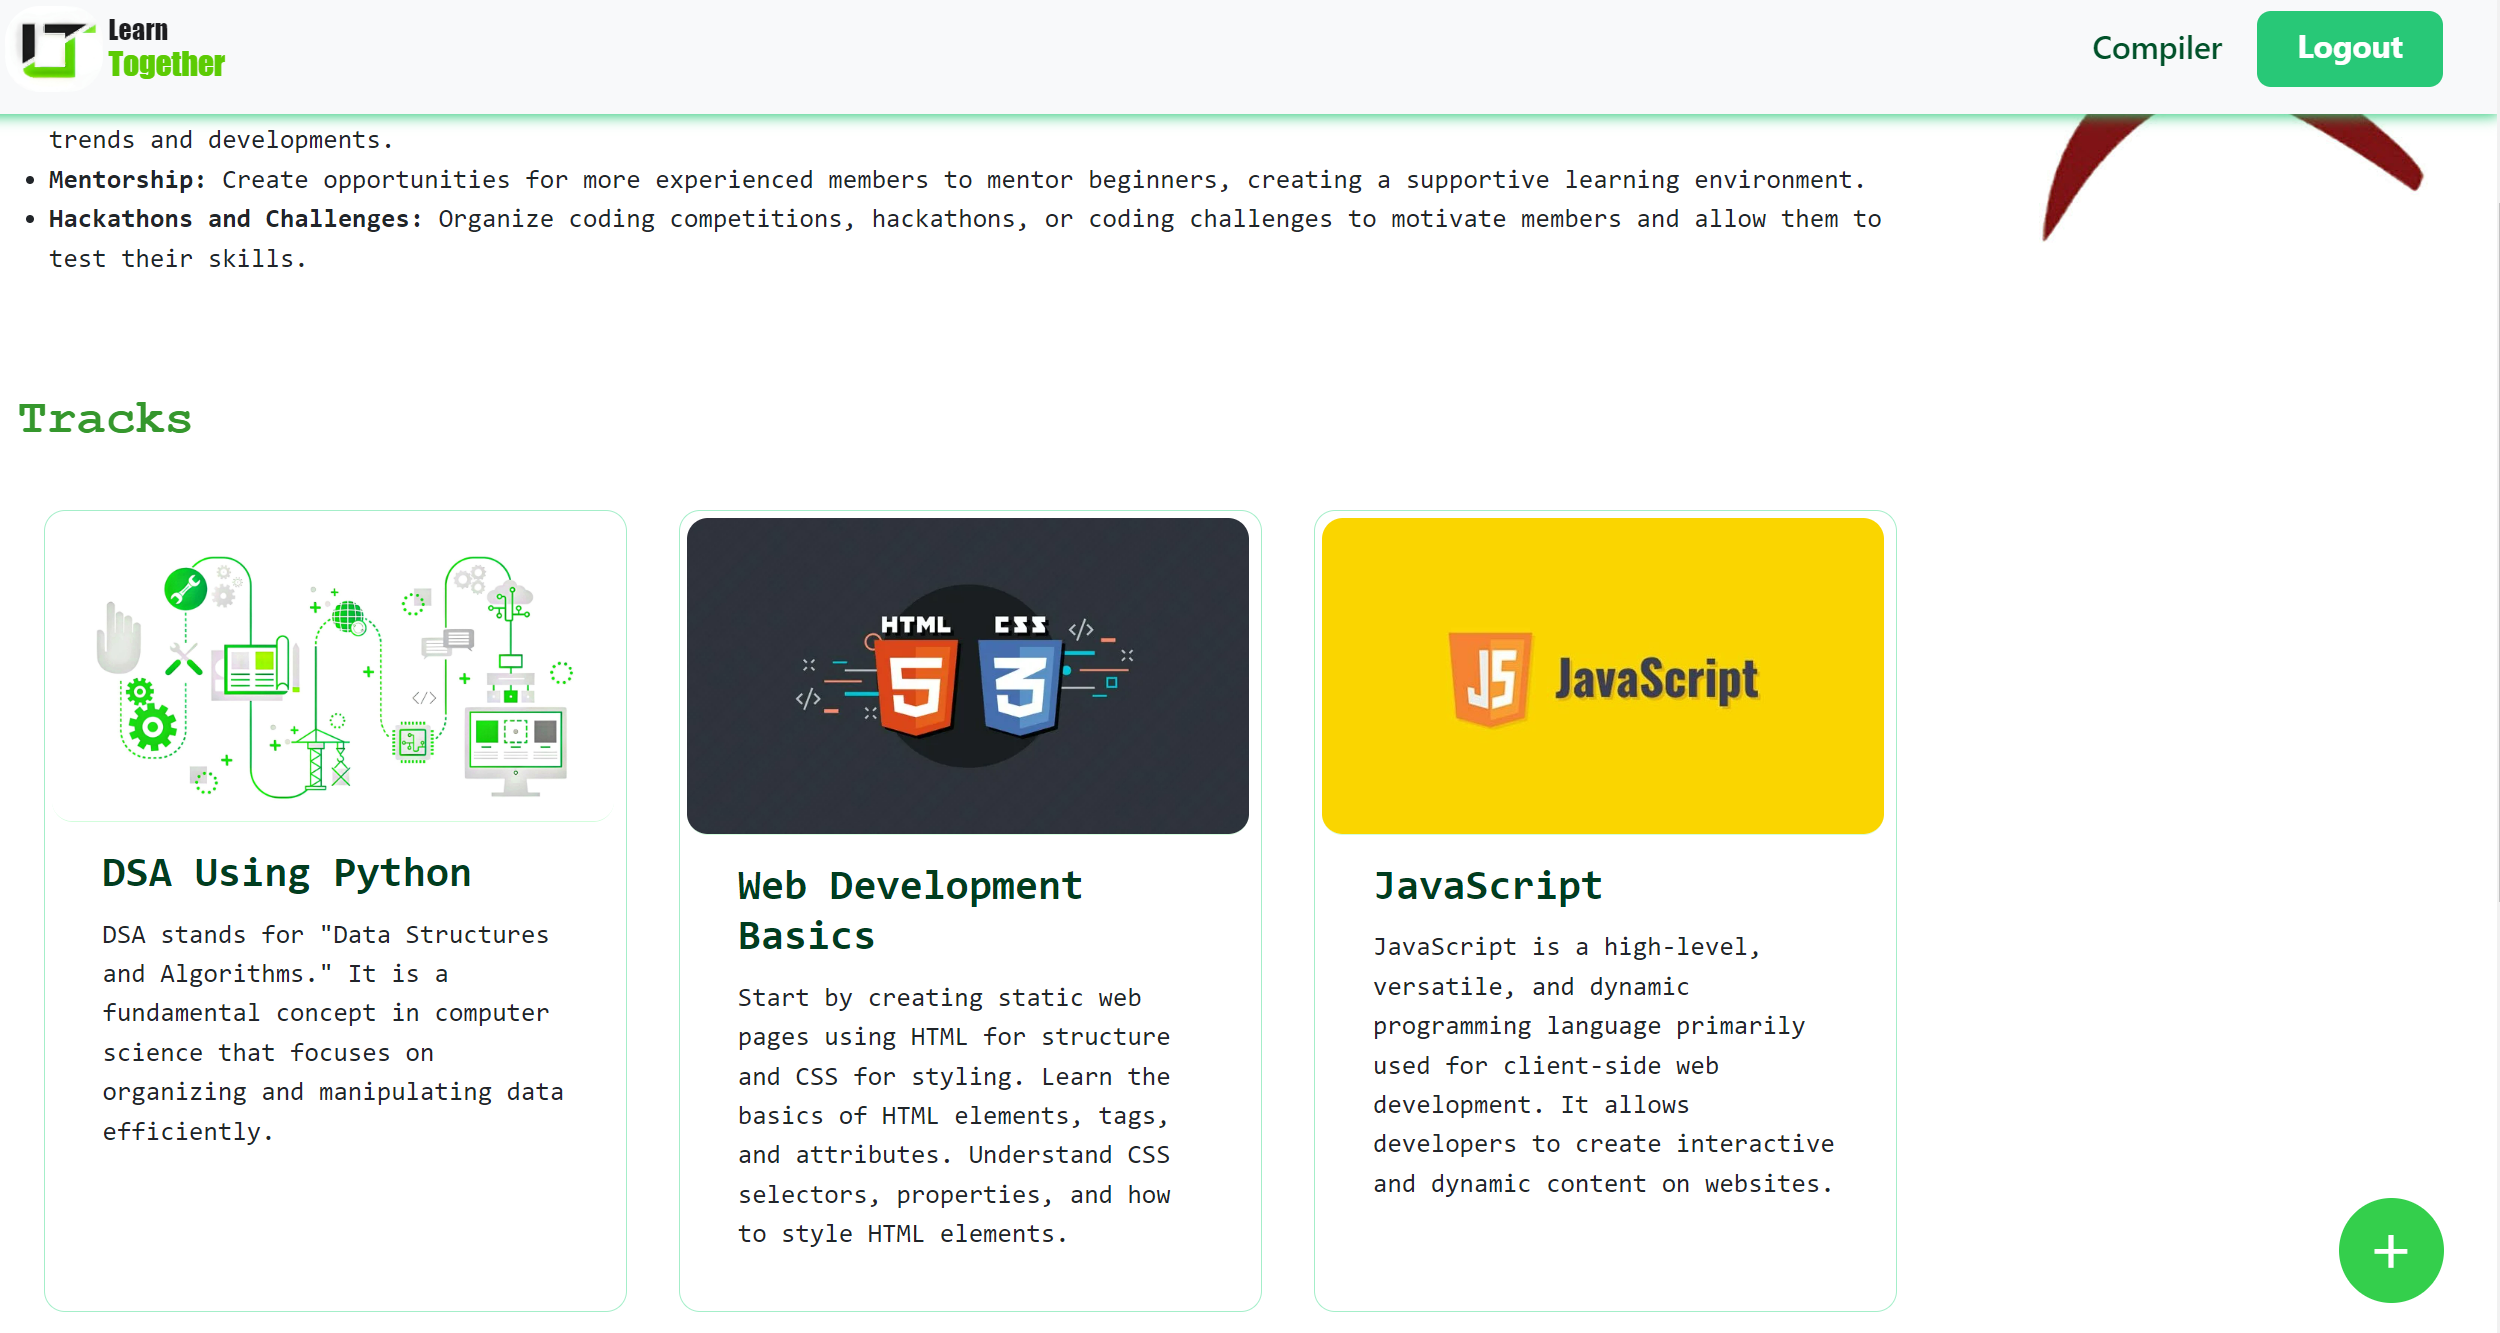 Learn
Together
Compiler
Logout
trends and developments.
• Mentorship: Create opportunities for more experienced members to mentor beginners, creating a supportive learning environment.
• Hackathons and Challenges: Organize coding competitions, hackathons, or coding challenges to motivate members and allow them to
test their skills.
Tracks
</>
DSA Using Python
DSA stands for "Data Structures
and Algorithms." It is a
fundamental concept in computer
science that focuses on
organizing and manipulating data
efficiently.
HTML CSS
</>
5 3
</>
Web Development
Basics
Start by creating static web
pages using HTML for structure
and CSS for styling. Learn the
basics of HTML elements, tags,
and attributes. Understand CSS
selectors, properties, and how
to style HTML elements.
JS JavaScript
JavaScript
JavaScript is a high-level,
versatile, and dynamic
programming language primarily
used for client-side web
development. It allows
developers to create interactive
and dynamic content on websites.
+